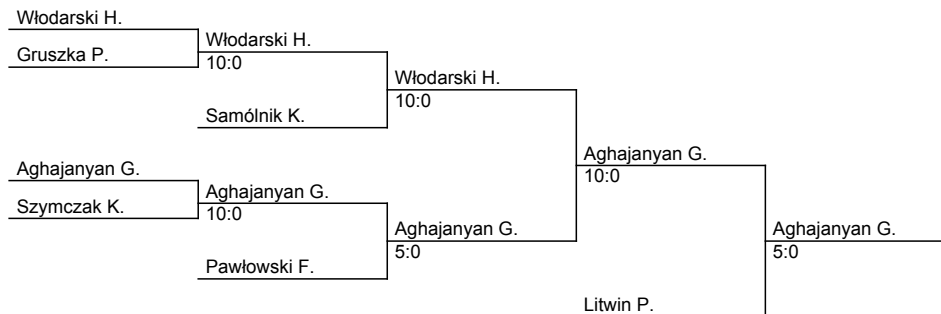 Włodarski H.
Gruszka P.
Włodarski H.
10:0
Samólnik K.
Włodarski H.
10:0
Aghajanyan G.
Szymczak K.
Aghajanyan G.
10:0
Pawłowski F.
Aghajanyan G.
5:0
Aghajanyan G.
10:0
Litwin P.
Aghajanyan G.
5:0